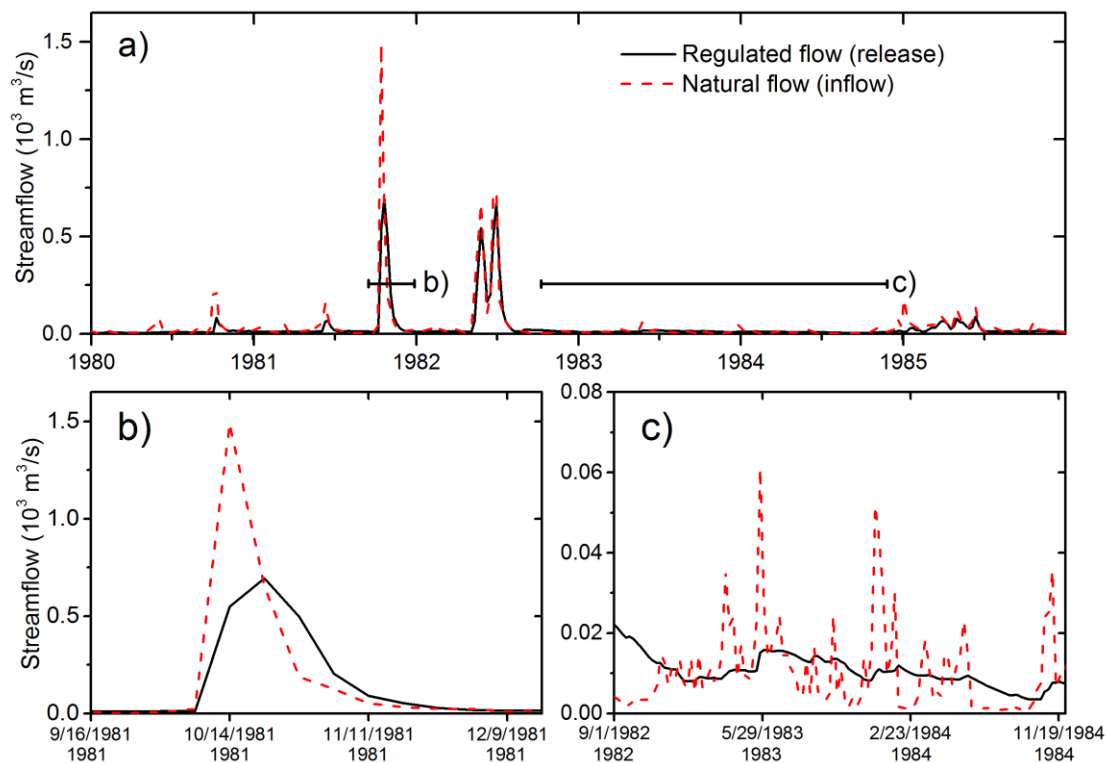 a)
Regulated flow (release)
Natural flow (inflow)
Streamflow (10³ m³/s)
1.5
1.0
0.5
0.0
b)
c)
1980 1981 1982 1983 1984 1985
b)
Streamflow (10³ m³/s)
1.5
1.0
0.5
0.0
9/16/1981 10/14/1981 11/11/1981 12/9/1981
1981 1981 1981 1981
c)
0.08
0.06
0.04
0.02
0.00
9/1/1982 5/29/1983 2/23/1984 11/19/1984
1982 1983 1984 1984